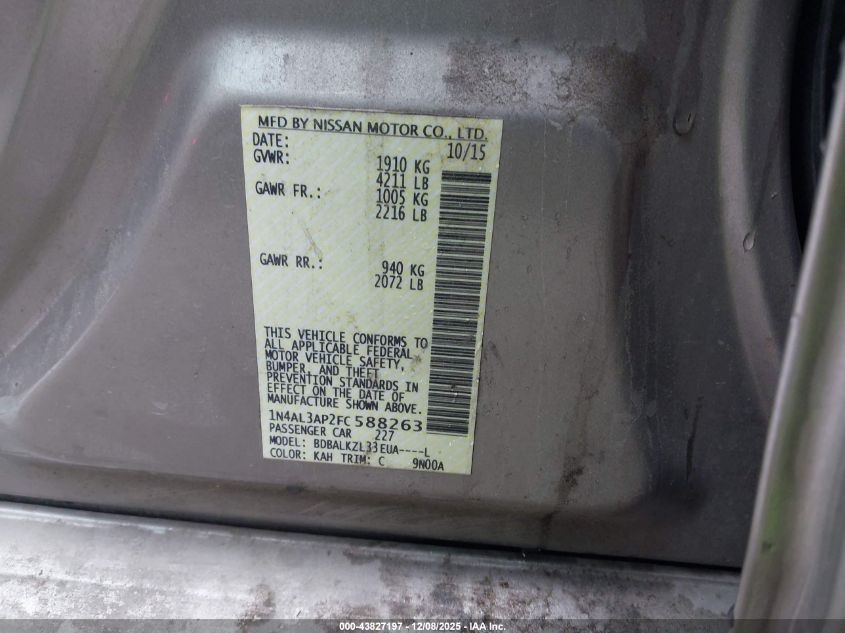 MFD BY NISSAN MOTOR CO., LTD.
DATE: 10/15
GVWR: 1910 KG
4211 LB
GAWR FR.: 1005 KG
2216 LB
GAWR RR.: 940 KG
2072 LB
THIS VEHICLE CONFORMS TO
ALL APPLICABLE FEDERAL
MOTOR VEHICLE SAFETY,
BUMPER, AND THEFT
PREVENTION STANDARDS IN
EFFECT ON THE DATE OF
MANUFACTURE SHOWN ABOVE.
1N4AL3AP2FC588263
PASSENGER CAR 227
MODEL: BDBALKZL33EUA----L
COLOR: KAH TRIM: C 9N00A
000-43827197 - 12/08/2025 - IAA Inc.